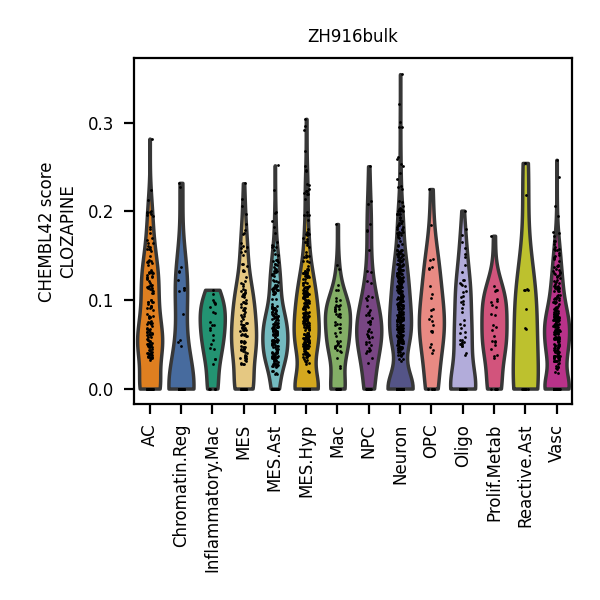 ZH916bulk
CHEMBL42 score
CLOZAPINE
0.3
0.2
0.1
0.0
AC
Chromatin.Reg
Inflammatory.Mac
MES
MES.Ast
MES.Hyp
Mac
NPC
Neuron
OPC
Oligo
Prolif.Metab
Reactive.Ast
Vasc